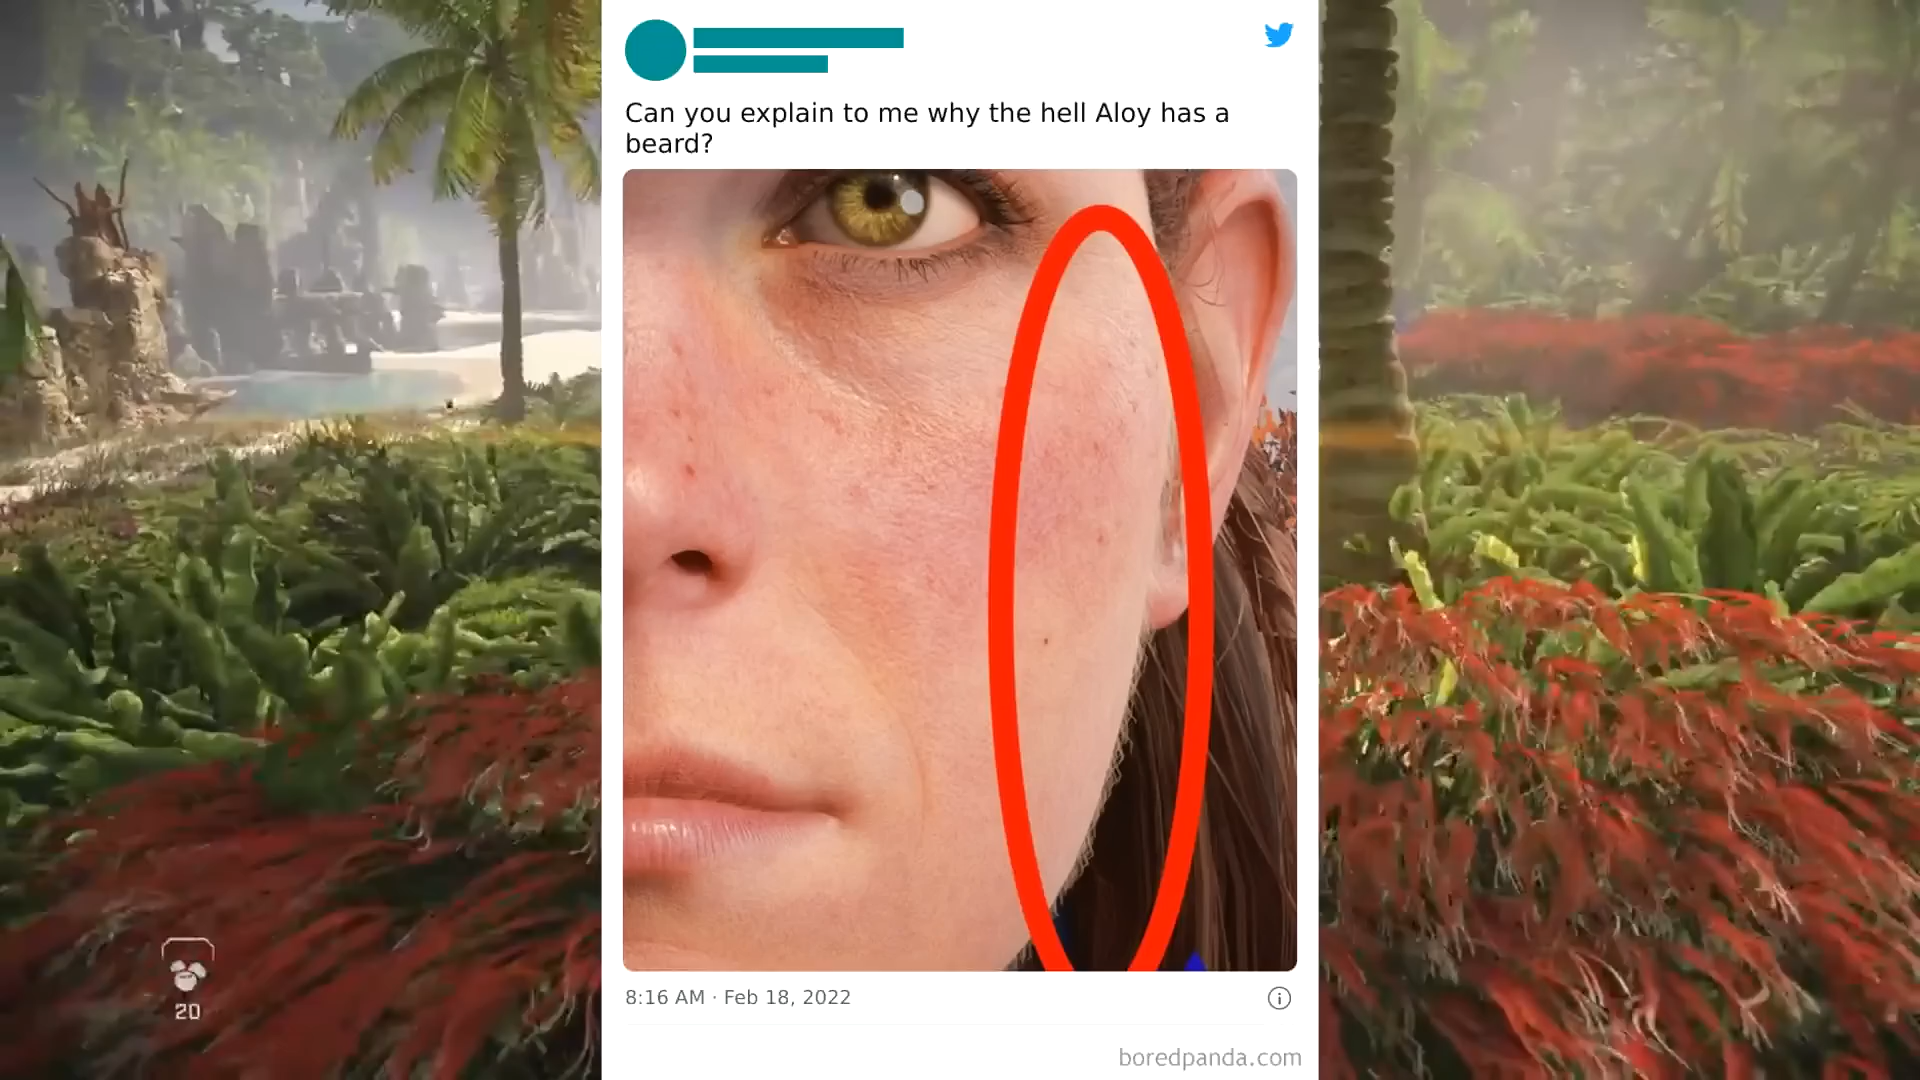 Can you explain to me why the hell Aloy has a
beard?
8:16 AM · Feb 18, 2022
boredpanda.com
20